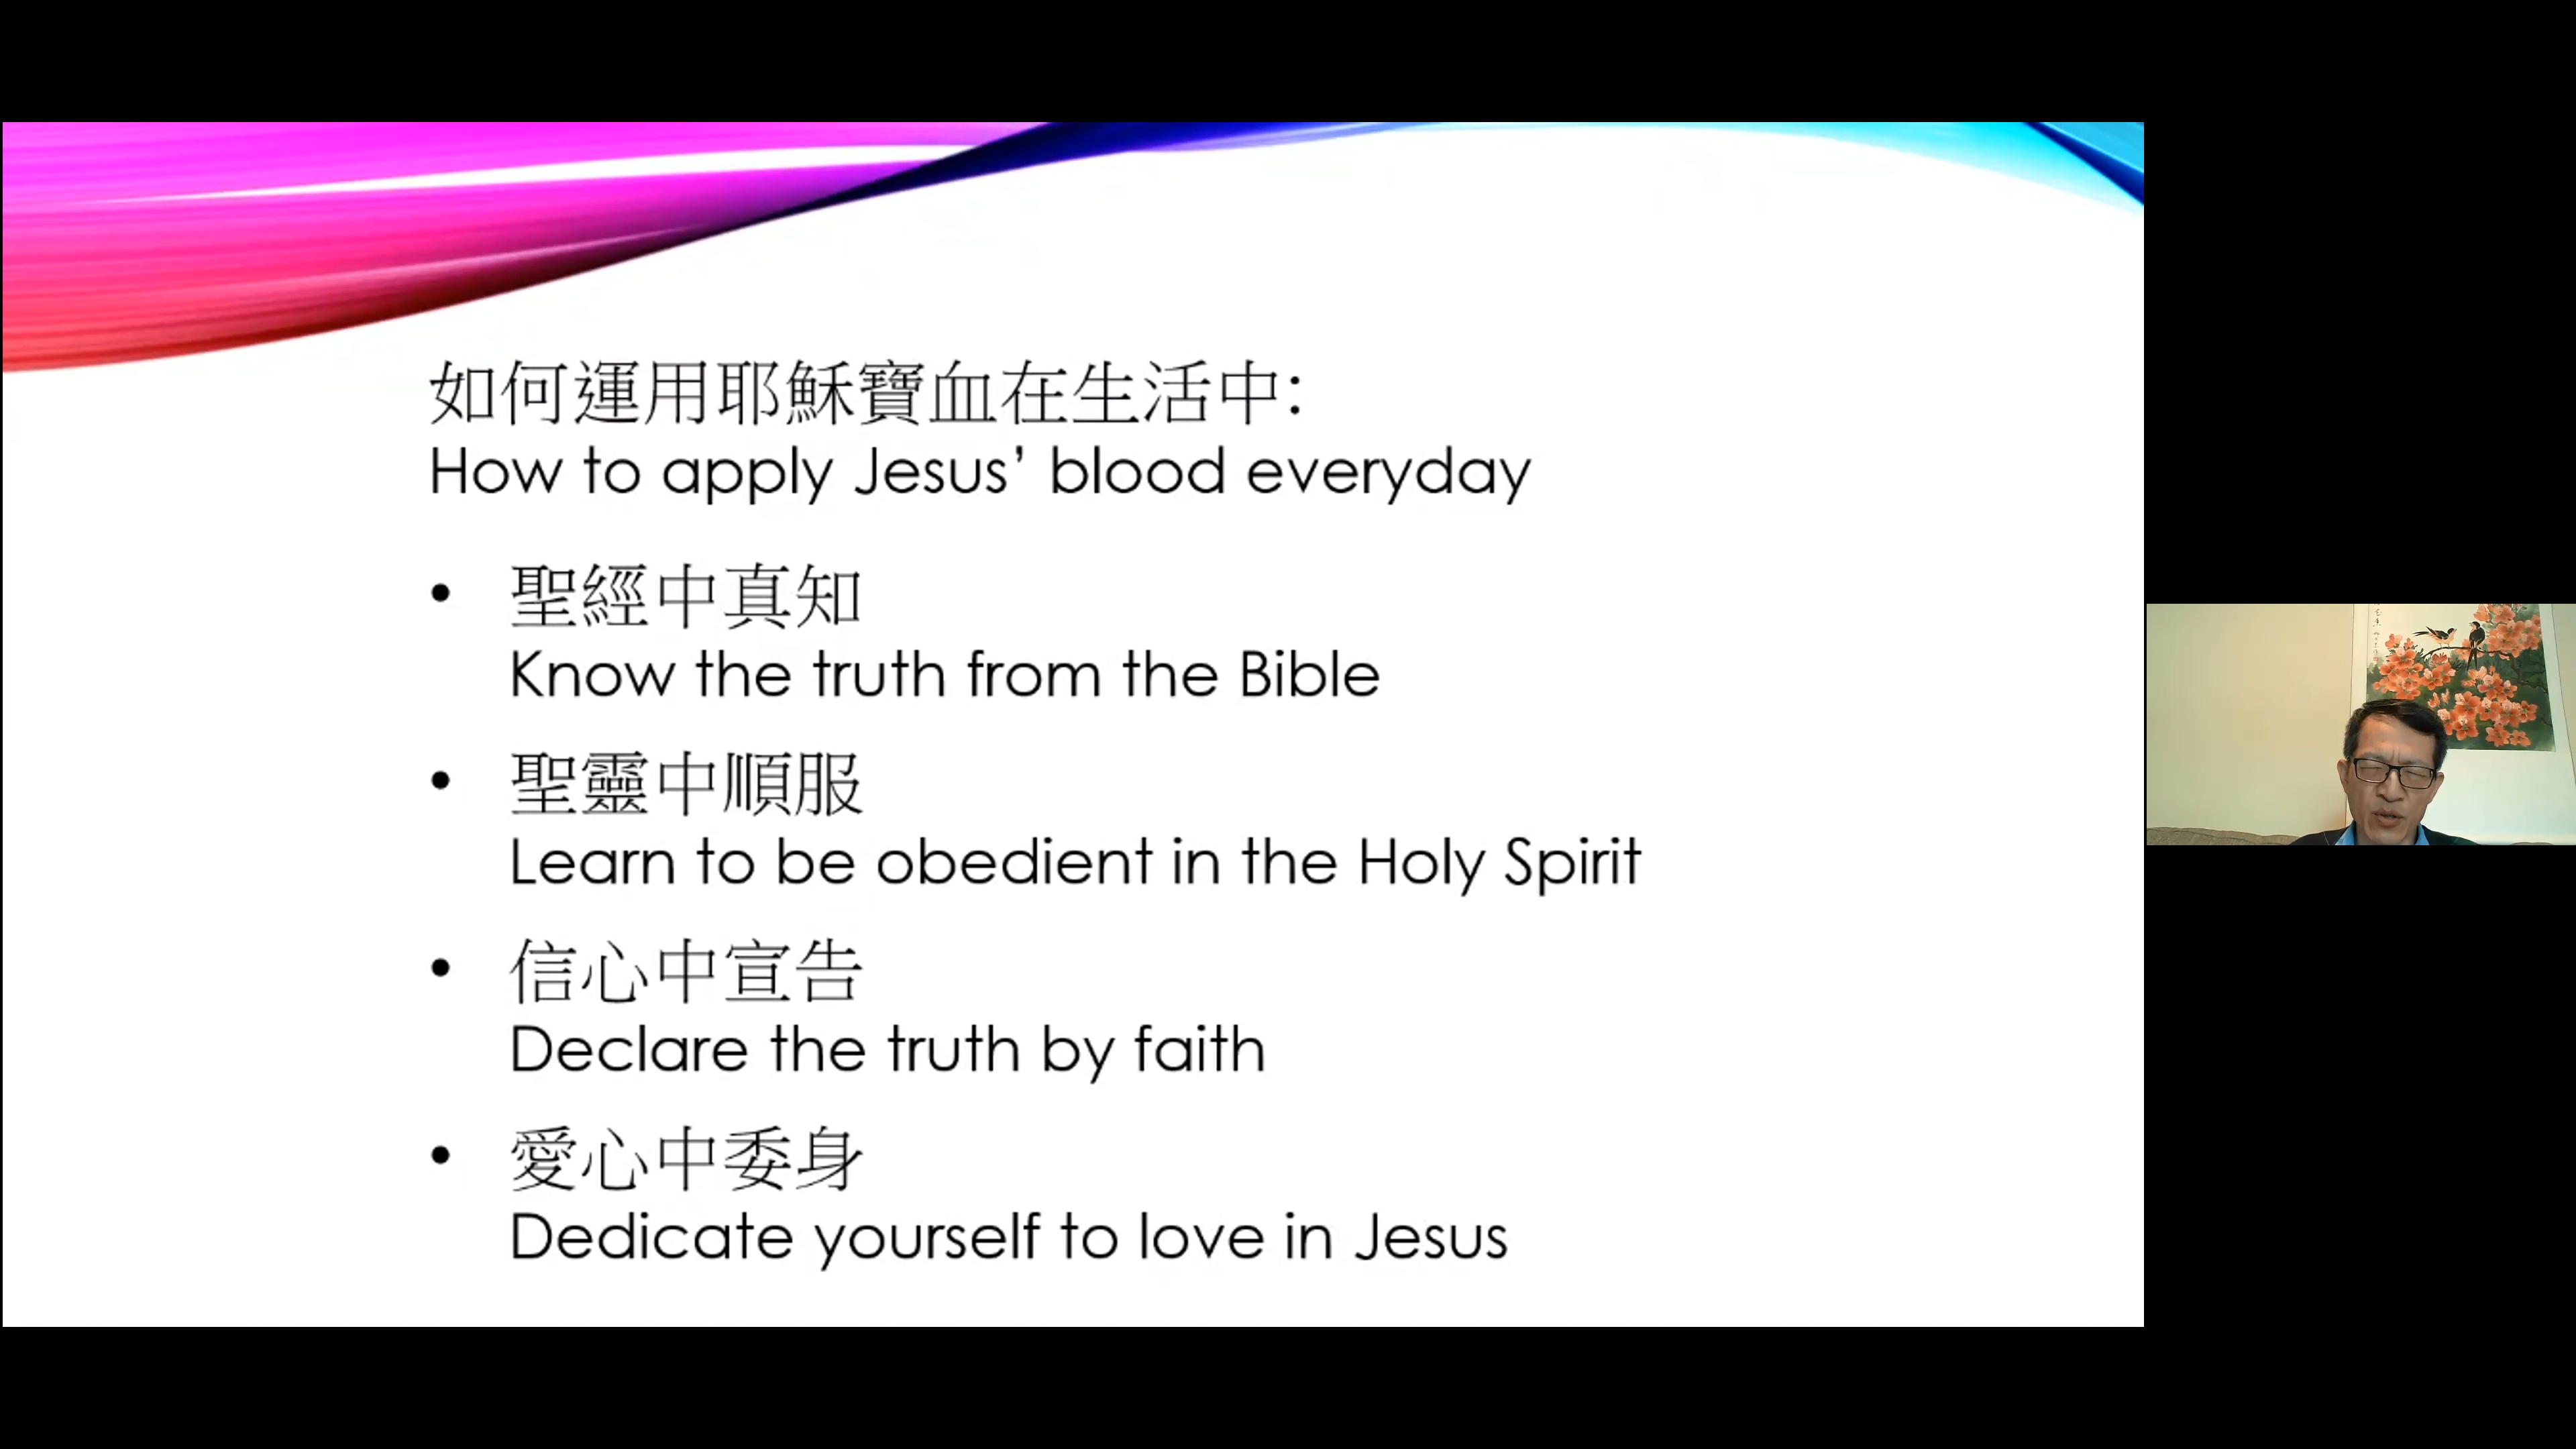 如何運用耶穌寶血在生活中:
How to apply Jesus’ blood everyday
• 聖經中真知
Know the truth from the Bible
• 聖靈中順服
Learn to be obedient in the Holy Spirit
• 信心中宣告
Declare the truth by faith
• 愛心中委身
Dedicate yourself to love in Jesus